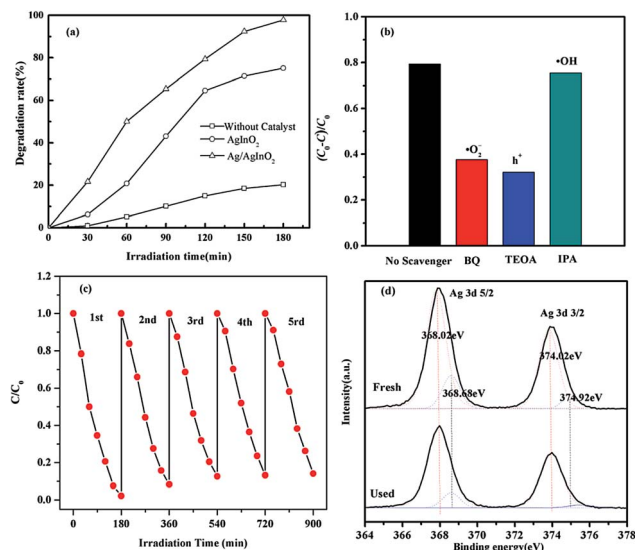 (a)
Degradation rate(%)
100
80
60
40
20
0
Without Catalyst
AgInO₂
Ag/AgInO₂
0 30 60 90 120 150 180
Irradiation time(min)
(b)
(C₀-C)/C₀
1.0
0.8
0.6
0.4
0.2
0.0
•O₂⁻
h⁺
•OH
No Scavenger BQ TEOA IPA
(c)
C/C₀
1.2
1.0
0.8
0.6
0.4
0.2
0.0
1st 2nd 3rd 4th 5rd
0 180 360 540 720 900
Irradiation Time (min)
(d)
Intensity(a.u.)
Ag 3d 5/2
Ag 3d 3/2
368.02eV
374.02eV
Fresh
368.68eV
374.92eV
Used
364 366 368 370 372 374 376 378
Binding energy(eV)